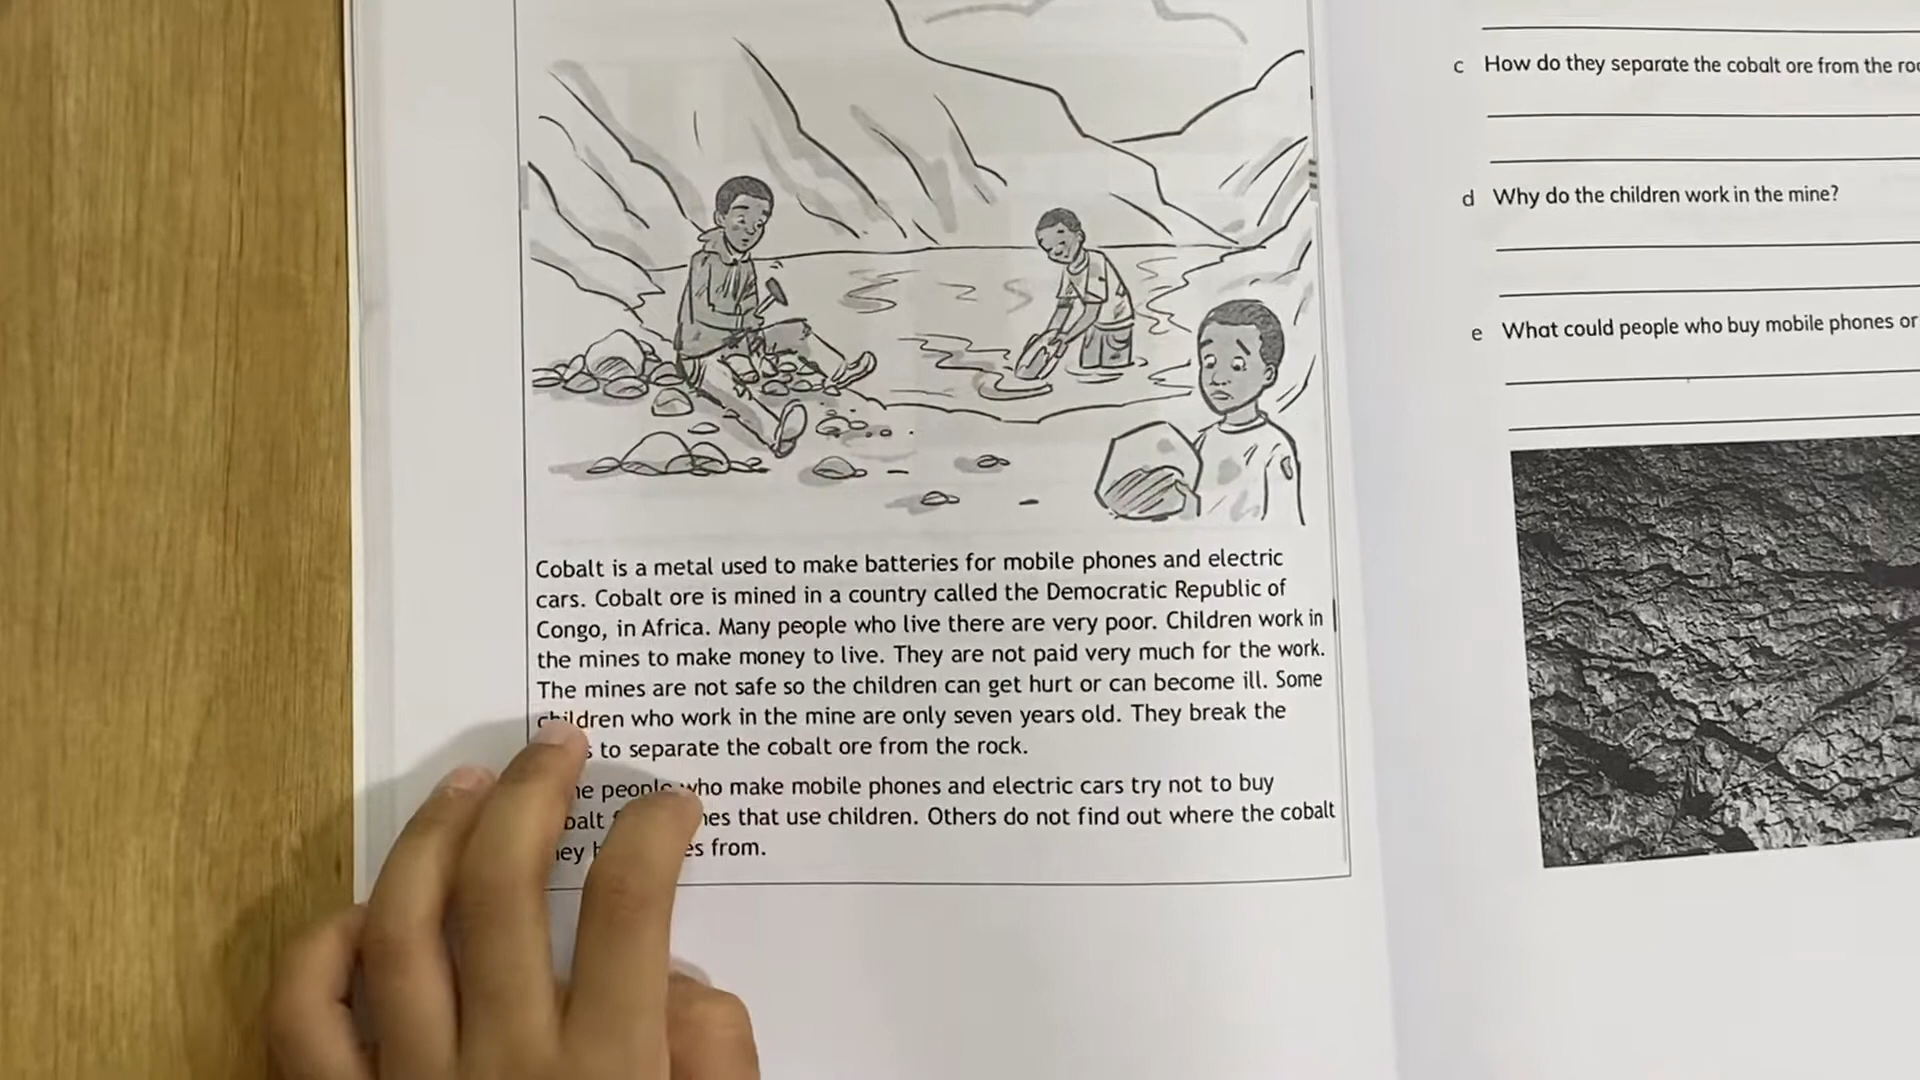 Cobalt is a metal used to make batteries for mobile phones and electric
cars. Cobalt ore is mined in a country called the Democratic Republic of
Congo, in Africa. Many people who live there are very poor. Children work in
the mines to make money to live. They are not paid very much for the work.
The mines are not safe so the children can get hurt or can become ill. Some
children who work in the mine are only seven years old. They break the
to separate the cobalt ore from the rock.
people who make mobile phones and electric cars try not to buy
that use children. Others do not find out where the cobalt
from.
c How do they separate the cobalt ore from the
d Why do the children work in the mine?
e What could people who buy mobile phones or